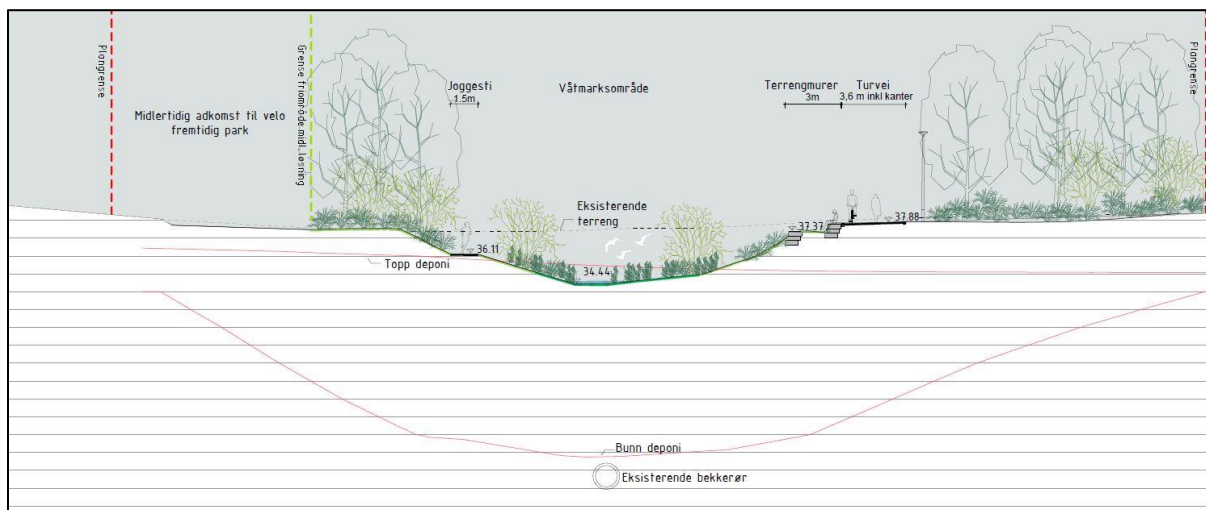 Plangrense
Midlertidig adkomst til velo
fremtidig park
Grense friområde midl.løsning
Joggesti
1.5m
Våtmarksområde
Terrengmurer
3m
Turvei
3,6 m inkl kanter
Plangrense
Eksisterende
terreng
36.11
Topp deponi
34.44
37.37
37.88
Bunn deponi
Eksisterende bekkerør